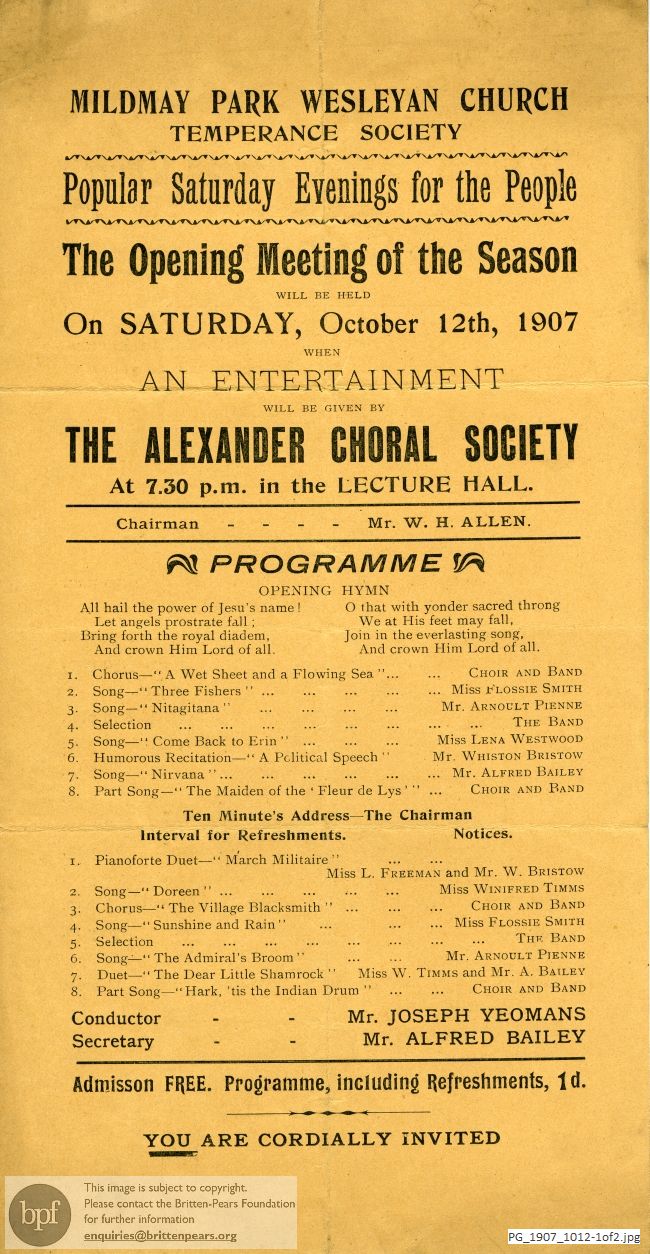 MILDMAY PARK WESLEYAN CHURCH
TEMPERANCE SOCIETY
Popular Saturday Evenings for the People
The Opening Meeting of the Season
WILL BE HELD
On SATURDAY, October 12th, 1907
WHEN
AN ENTERTAINMENT
WILL BE GIVEN BY
THE ALEXANDER CHORAL SOCIETY
At 7.30 p.m. in the LECTURE HALL.
Chairman - - - - Mr. W. H. ALLEN.
PROGRAMME
OPENING HYMN
All hail the power of Jesu's name!
Let angels prostrate fall;
Bring forth the royal diadem,
And crown Him Lord of all.
O that with yonder sacred throng
We at His feet may fall,
Join in the everlasting song,
And crown Him Lord of all.
1. Chorus—"A Wet Sheet and a Flowing Sea"... ... CHOIR AND BAND
2. Song—"Three Fishers" ... ... ... ... Miss FLOSSIE SMITH
3. Song—"Nitagitana" ... ... ... Mr. ARNOULT PIENNE
4. Selection ... ... ... ... ... ... ... THE BAND
5. Song—"Come Back to Erin" ... ... ... Miss LENA WESTWOOD
6. Humorous Recitation—"A Political Speech" Mr. WHISTON BRISTOW
7. Song—"Nirvana"... ... ... ... ... ... Mr. ALFRED BAILEY
8. Part Song—"The Maiden of the 'Fleur de Lys'" ... ... CHOIR AND BAND
Ten Minute's Address—The Chairman
Interval for Refreshments. Notices.
1. Pianoforte Duet—"March Militaire" ... ...
Miss L. FREEMAN and Mr. W. BRISTOW
2. Song—"Doreen" ... ... ... ... ... Miss WINIFRED TIMMS
3. Chorus—"The Village Blacksmith" ... ... ... CHOIR AND BAND
4. Song—"Sunshine and Rain" ... ... ... Miss FLOSSIE SMITH
5. Selection ... ... ... ... ... ... ... ... THE BAND
6. Song—"The Admiral's Broom" ... ... Mr. ARNOULT PIENNE
7. Duet—"The Dear Little Shamrock" Miss W. TIMMS and Mr. A. BAILEY
8. Part Song—"Hark, 'tis the Indian Drum" ... ... CHOIR AND BAND
Conductor - - Mr. JOSEPH YEOMANS
Secretary - - Mr. ALFRED BAILEY
Admisson FREE. Programme, including Refreshments, 1d.
YOU ARE CORDIALLY INVITED
bpf
This image is subject to copyright.
Please contact the Britten-Pears Foundation
for further information
enquiries@brittenpears.org
PG_1907_1012-1of2.jpg